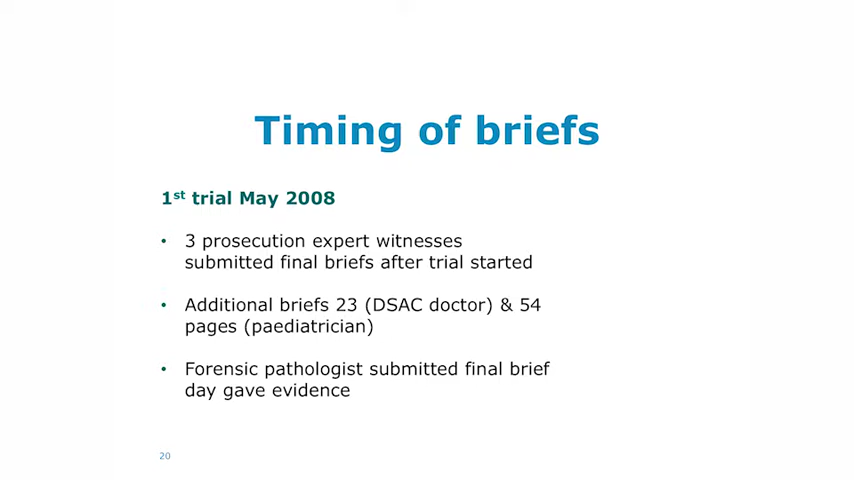 Timing of briefs
1st trial May 2008
• 3 prosecution expert witnesses
submitted final briefs after trial started
• Additional briefs 23 (DSAC doctor) & 54
pages (paediatrician)
• Forensic pathologist submitted final brief
day gave evidence
20